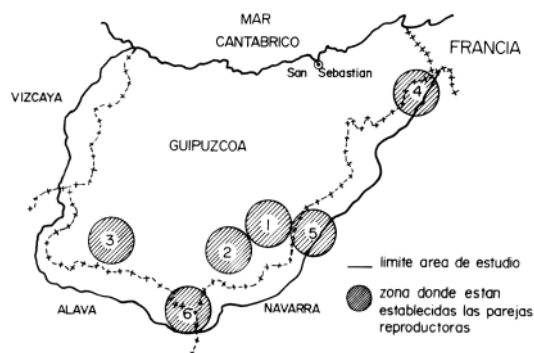 MAR
CANTABRICO
FRANCIA
San Sebastian
VIZCAYA
4
GUIPUZCOA
1
3
2
5
limite area de estudio
ALAVA
6
NAVARRA
zona donde estan
establecidas las parejas
reproductoras